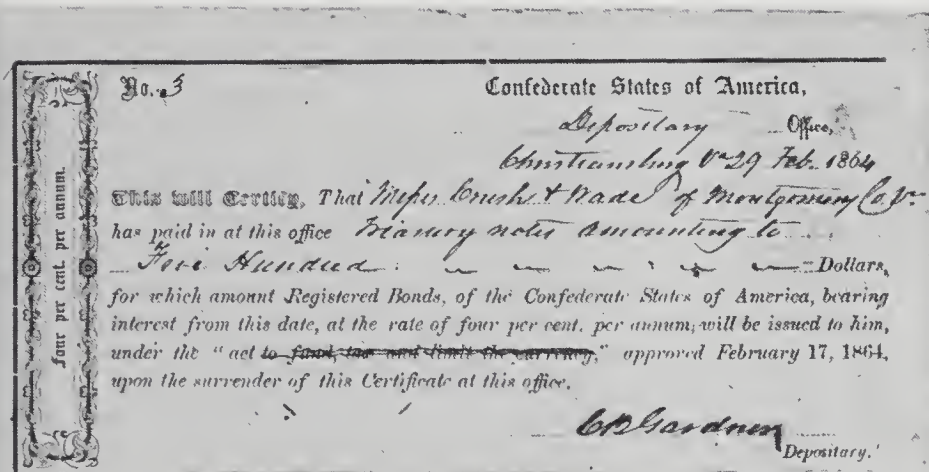 No. 3
Confederate States of America,
Depositary Office,
Christiansburg Va 29 Feb. 1864
This will Certify, That Messrs Crush & Wade of Montgomery Co. Va
has paid in at this office Treasury notes amounting to
Five Hundred Dollars,
for which amount Registered Bonds, of the Confederate States of America, bearing
interest from this date, at the rate of four per cent. per annum, will be issued to him,
under the "act to fund, tax and limit the currency," approved February 17, 1864,
upon the surrender of this Certificate at this office.
Gardner
Depositary.
Four per cent. per annum.